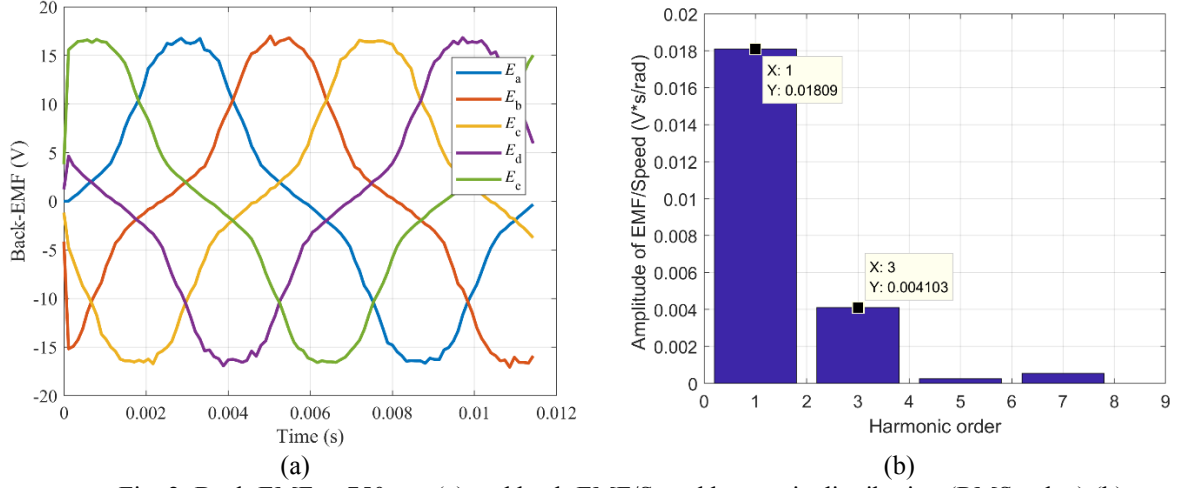 20
15
10
5
0
-5
-10
-15
-20
Back-EMF (V)
0
0.002
0.004
0.006
0.008
0.01
0.012
Time (s)
Ea
Eb
Ec
Ed
Ee
(a)
0.02
0.018
0.016
0.014
0.012
0.01
0.008
0.006
0.004
0.002
0
Amplitude of EMF/Speed (V*s/rad)
X: 1
Y: 0.01809
X: 3
Y: 0.004103
0 1 2 3 4 5 6 7 8 9
Harmonic order
(b)